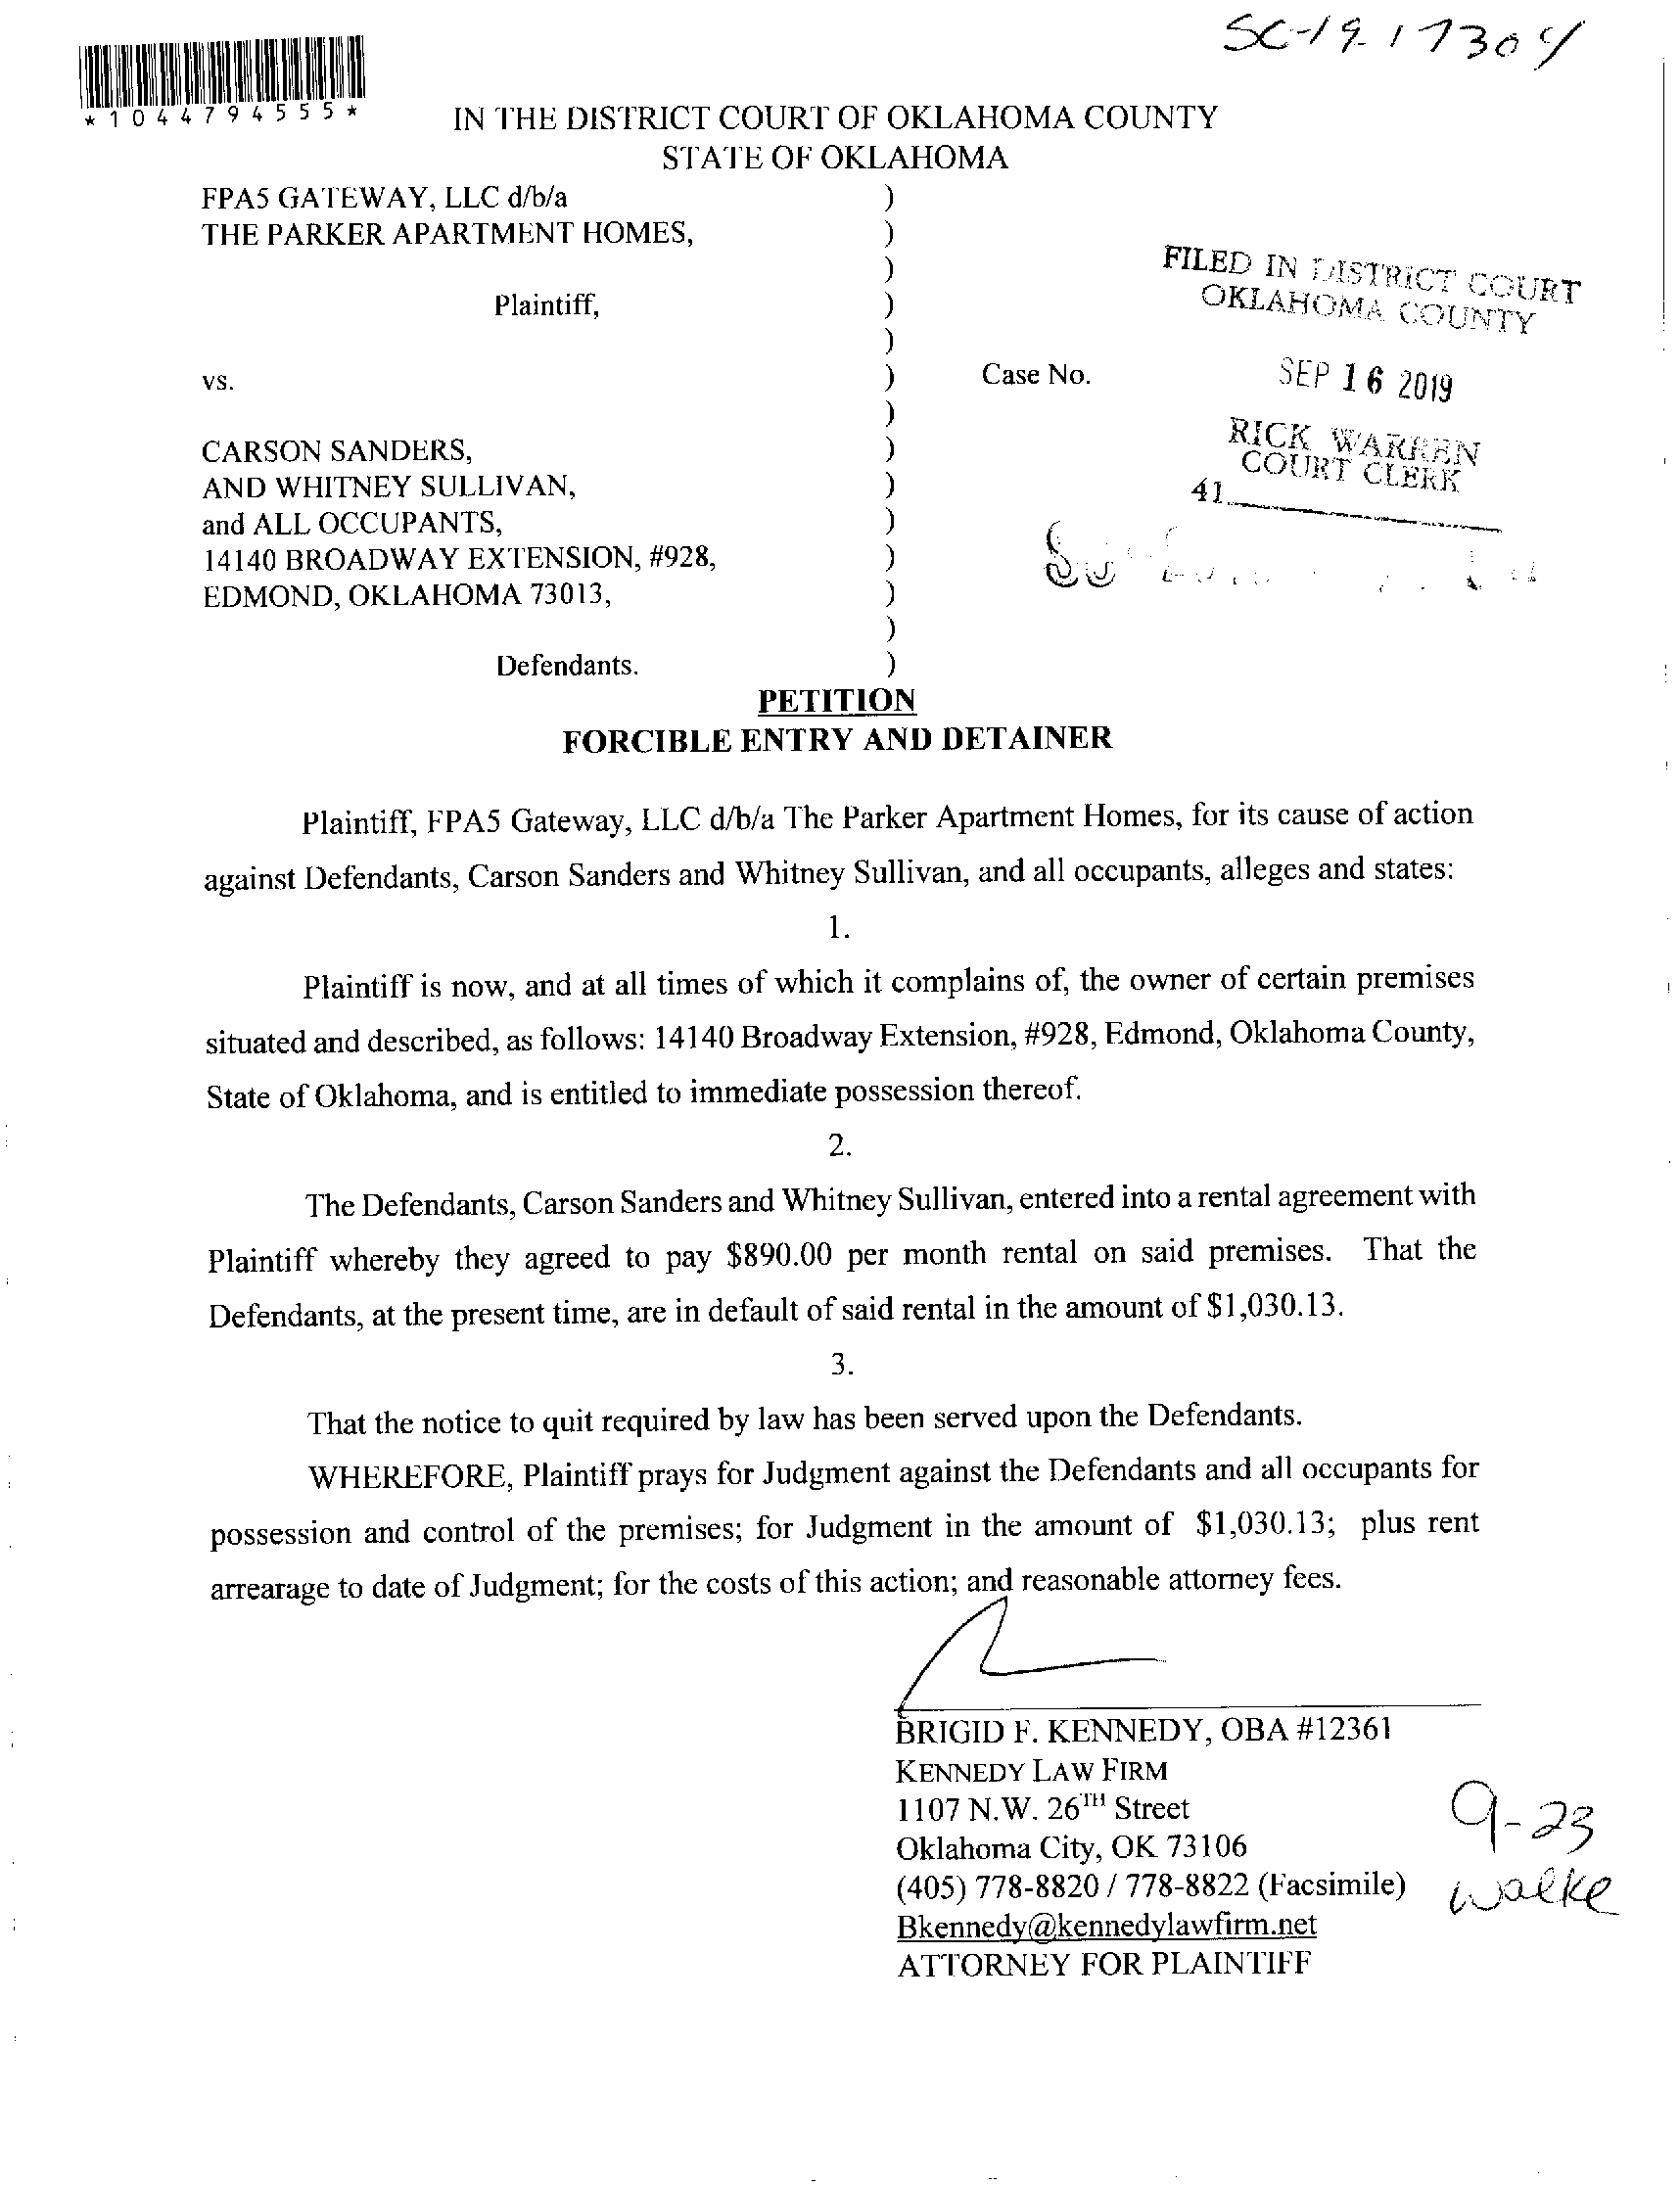 SC-19-17304
*1044794555*
IN THE DISTRICT COURT OF OKLAHOMA COUNTY
STATE OF OKLAHOMA
FPA5 GATEWAY, LLC d/b/a )
THE PARKER APARTMENT HOMES, )
)
Plaintiff, )
)
vs. )
)
CARSON SANDERS, )
AND WHITNEY SULLIVAN, )
and ALL OCCUPANTS, )
14140 BROADWAY EXTENSION, #928, )
EDMOND, OKLAHOMA 73013, )
)
Defendants. )
Case No.
FILED IN DISTRICT COURT
OKLAHOMA COUNTY
SEP 16 2019
RICK WARREN
COURT CLERK
41
PETITION
FORCIBLE ENTRY AND DETAINER
Plaintiff, FPA5 Gateway, LLC d/b/a The Parker Apartment Homes, for its cause of action
against Defendants, Carson Sanders and Whitney Sullivan, and all occupants, alleges and states:
1.
Plaintiff is now, and at all times of which it complains of, the owner of certain premises
situated and described, as follows: 14140 Broadway Extension, #928, Edmond, Oklahoma County,
State of Oklahoma, and is entitled to immediate possession thereof.
2.
The Defendants, Carson Sanders and Whitney Sullivan, entered into a rental agreement with
Plaintiff whereby they agreed to pay $890.00 per month rental on said premises. That the
Defendants, at the present time, are in default of said rental in the amount of $1,030.13.
3.
That the notice to quit required by law has been served upon the Defendants.
WHEREFORE, Plaintiff prays for Judgment against the Defendants and all occupants for
possession and control of the premises; for Judgment in the amount of $1,030.13; plus rent
arrearage to date of Judgment; for the costs of this action; and reasonable attorney fees.
BRIGID F. KENNEDY, OBA #12361
KENNEDY LAW FIRM
1107 N.W. 26TH Street
Oklahoma City, OK 73106
(405) 778-8820 / 778-8822 (Facsimile)
Bkennedy@kennedylawfirm.net
ATTORNEY FOR PLAINTIFF
9-23
Walke